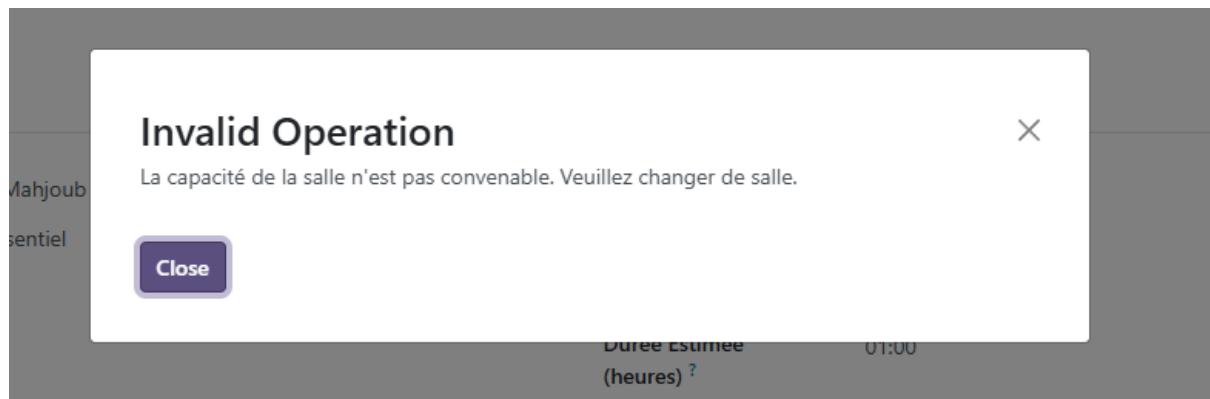 Invalid Operation
La capacité de la salle n'est pas convenable. Veuillez changer de salle.
Mahjoub
sentiel
Close
Durée Estimée 01:00
(heures) ?